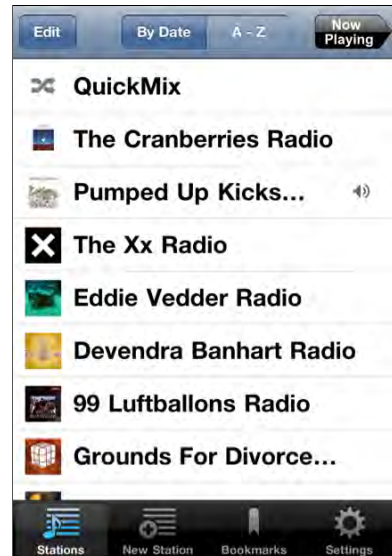 Edit
By Date
A - Z
Now
Playing
QuickMix
The Cranberries Radio
Pumped Up Kicks...
The Xx Radio
Eddie Vedder Radio
Devendra Banhart Radio
99 Luftballons Radio
Grounds For Divorce...
Stations
New Station
Bookmarks
Settings